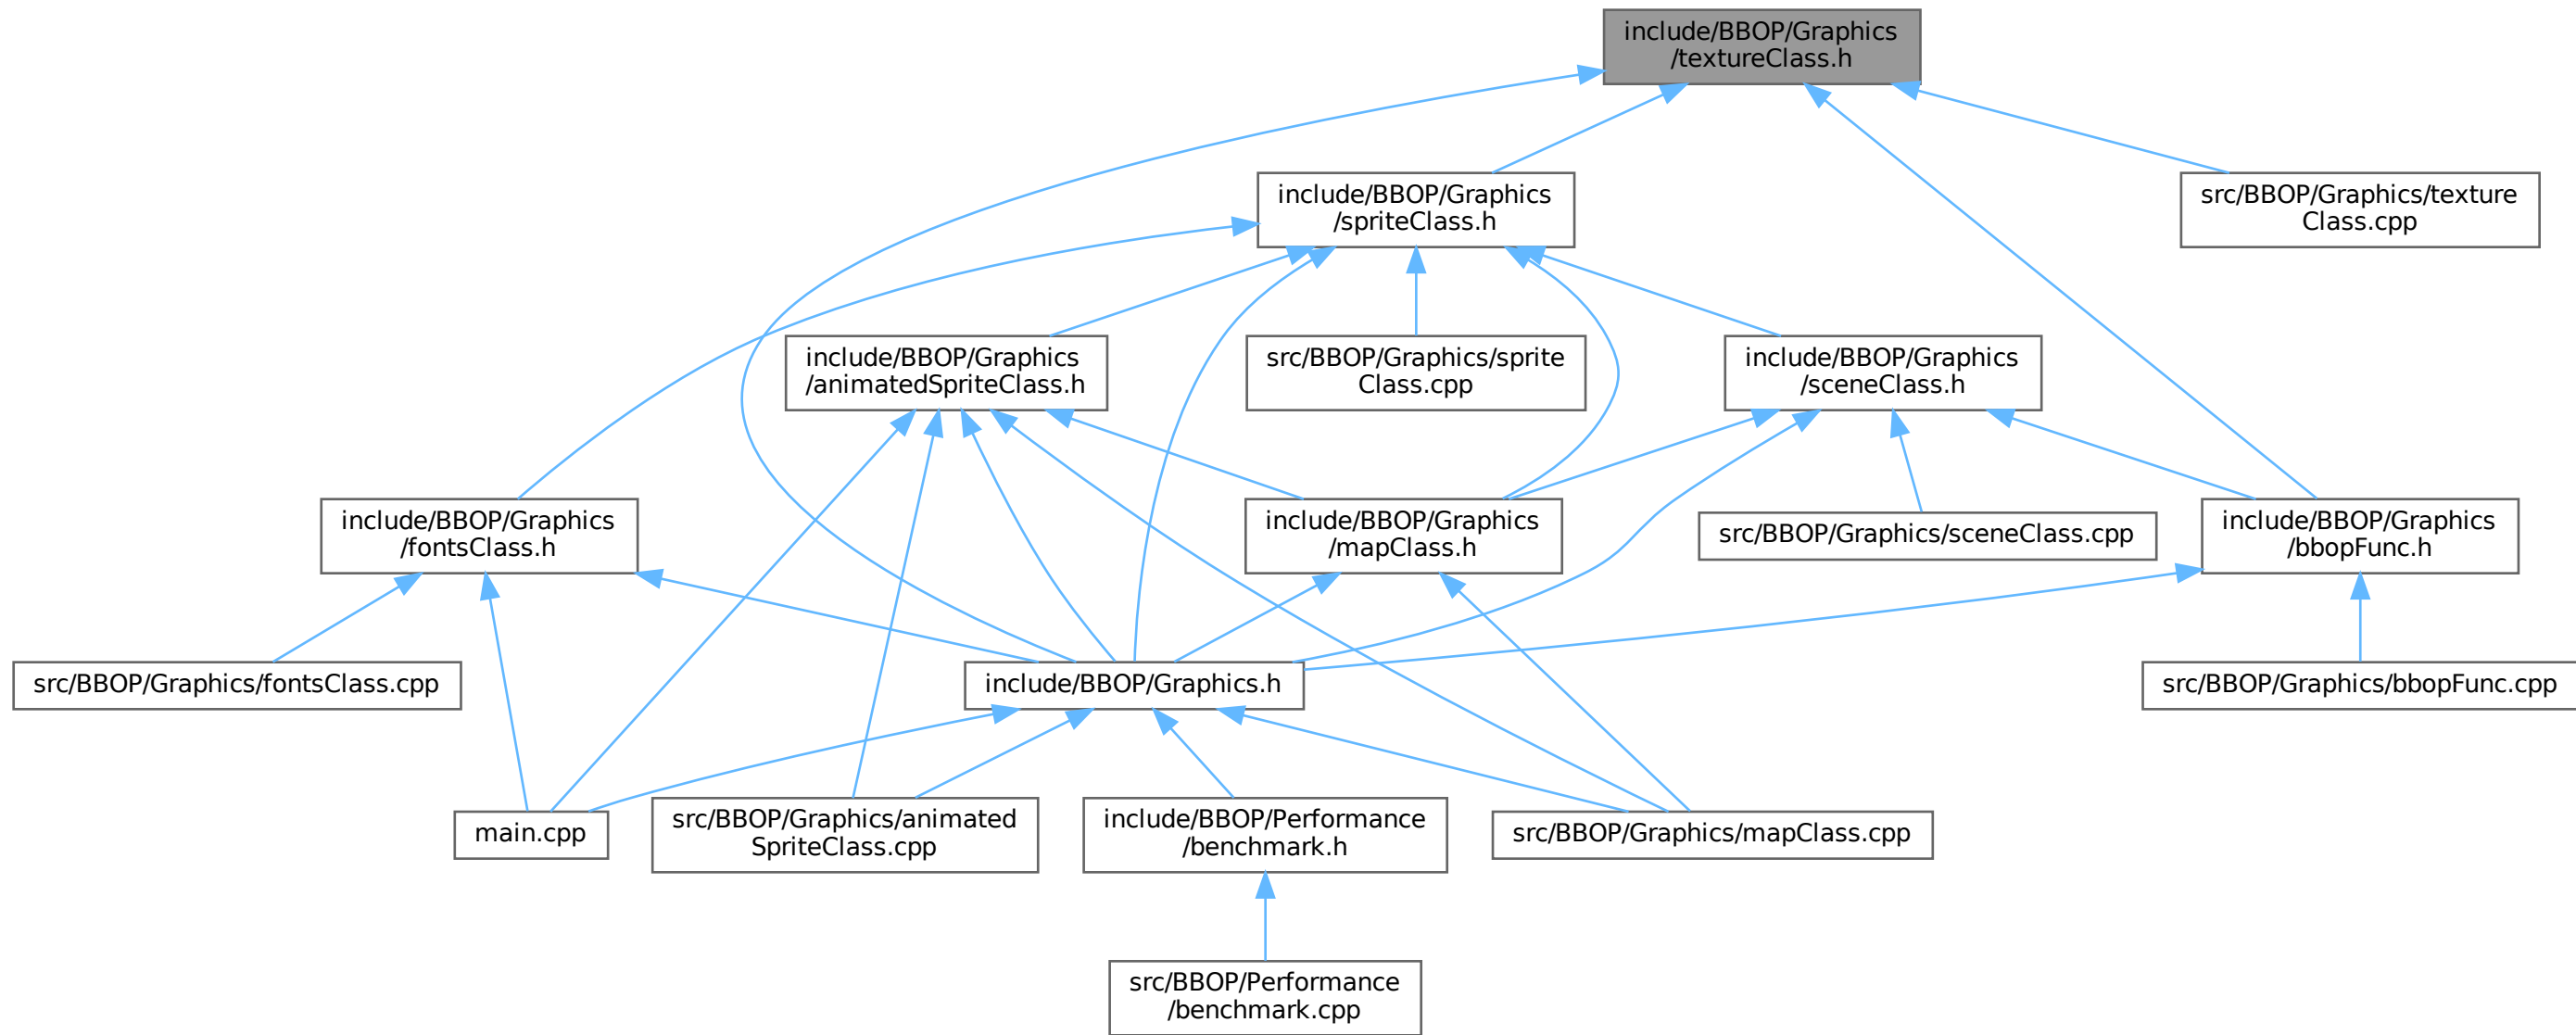 include/BBOP/Graphics
/textureClass.h
include/BBOP/Graphics
/spriteClass.h
src/BBOP/Graphics/texture
Class.cpp
include/BBOP/Graphics
/animatedSpriteClass.h
src/BBOP/Graphics/sprite
Class.cpp
include/BBOP/Graphics
/sceneClass.h
include/BBOP/Graphics
/fontsClass.h
include/BBOP/Graphics
/mapClass.h
src/BBOP/Graphics/sceneClass.cpp
include/BBOP/Graphics
/bbopFunc.h
src/BBOP/Graphics/fontsClass.cpp
include/BBOP/Graphics.h
src/BBOP/Graphics/bbopFunc.cpp
main.cpp
src/BBOP/Graphics/animated
SpriteClass.cpp
include/BBOP/Performance
/benchmark.h
src/BBOP/Graphics/mapClass.cpp
src/BBOP/Performance
/benchmark.cpp